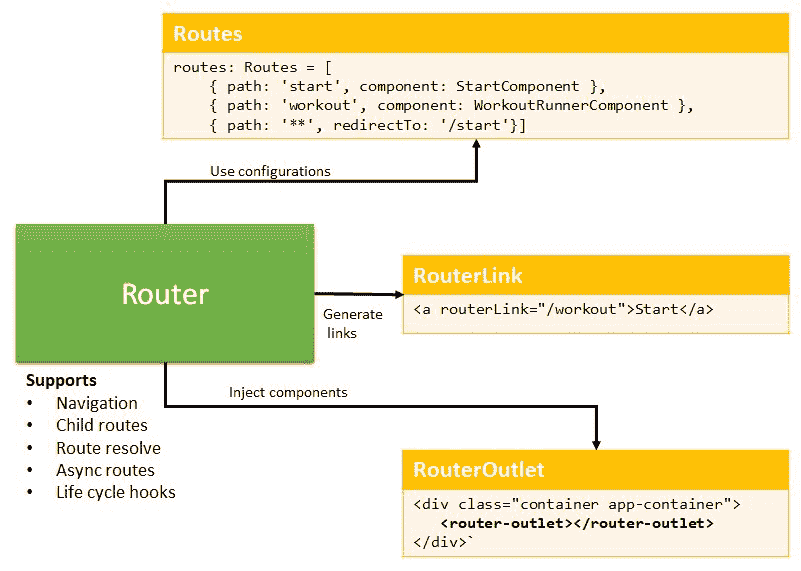 Routes
routes: Routes = [
{ path: 'start', component: StartComponent },
{ path: 'workout', component: WorkoutRunnerComponent },
{ path: '**', redirectTo: '/start'}]
Use configurations
Router
RouterLink
<a routerLink="/workout">Start</a>
Generate
links
Supports
• Navigation
• Child routes
• Route resolve
• Async routes
• Life cycle hooks
Inject components
RouterOutlet
<div class="container app-container">
<router-outlet></router-outlet>
</div>`